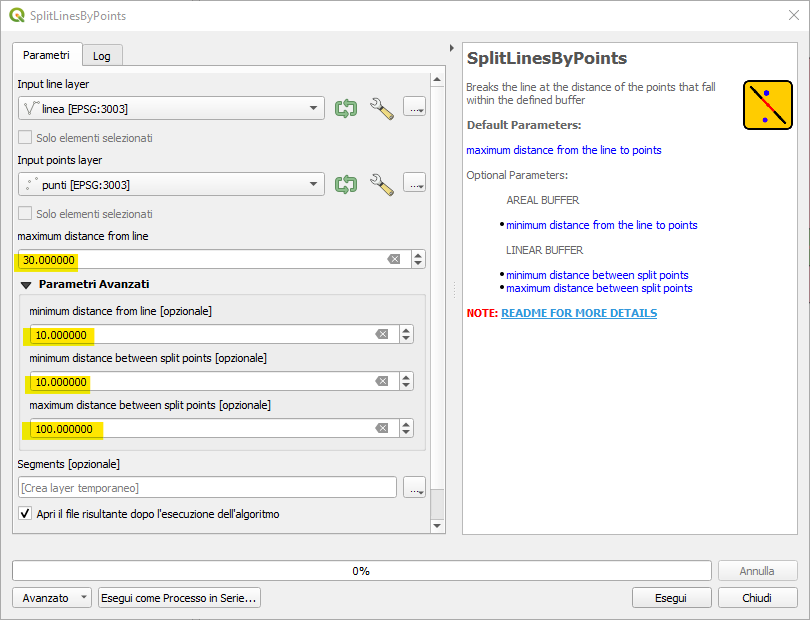 SplitLinesByPoints
Parametri
Log
Input line layer
linea [EPSG:3003]
...
Solo elementi selezionati
Input points layer
punti [EPSG:3003]
...
Solo elementi selezionati
maximum distance from line
30.000000
Parametri Avanzati
minimum distance from line [opzionale]
10.000000
minimum distance between split points [opzionale]
10.000000
maximum distance between split points [opzionale]
100.000000
Segments [opzionale]
[Crea layer temporaneo]
...
Apri il file risultante dopo l'esecuzione dell'algoritmo
SplitLinesByPoints
Breaks the line at the distance of the points that fall
within the defined buffer
Default Parameters:
maximum distance from the line to points
Optional Parameters:
AREAL BUFFER
•minimum distance from the line to points
LINEAR BUFFER
•minimum distance between split points
•maximum distance between split points
NOTE: README FOR MORE DETAILS
0%
Annulla
Avanzato
Esegui come Processo in Serie...
Esegui
Chiudi